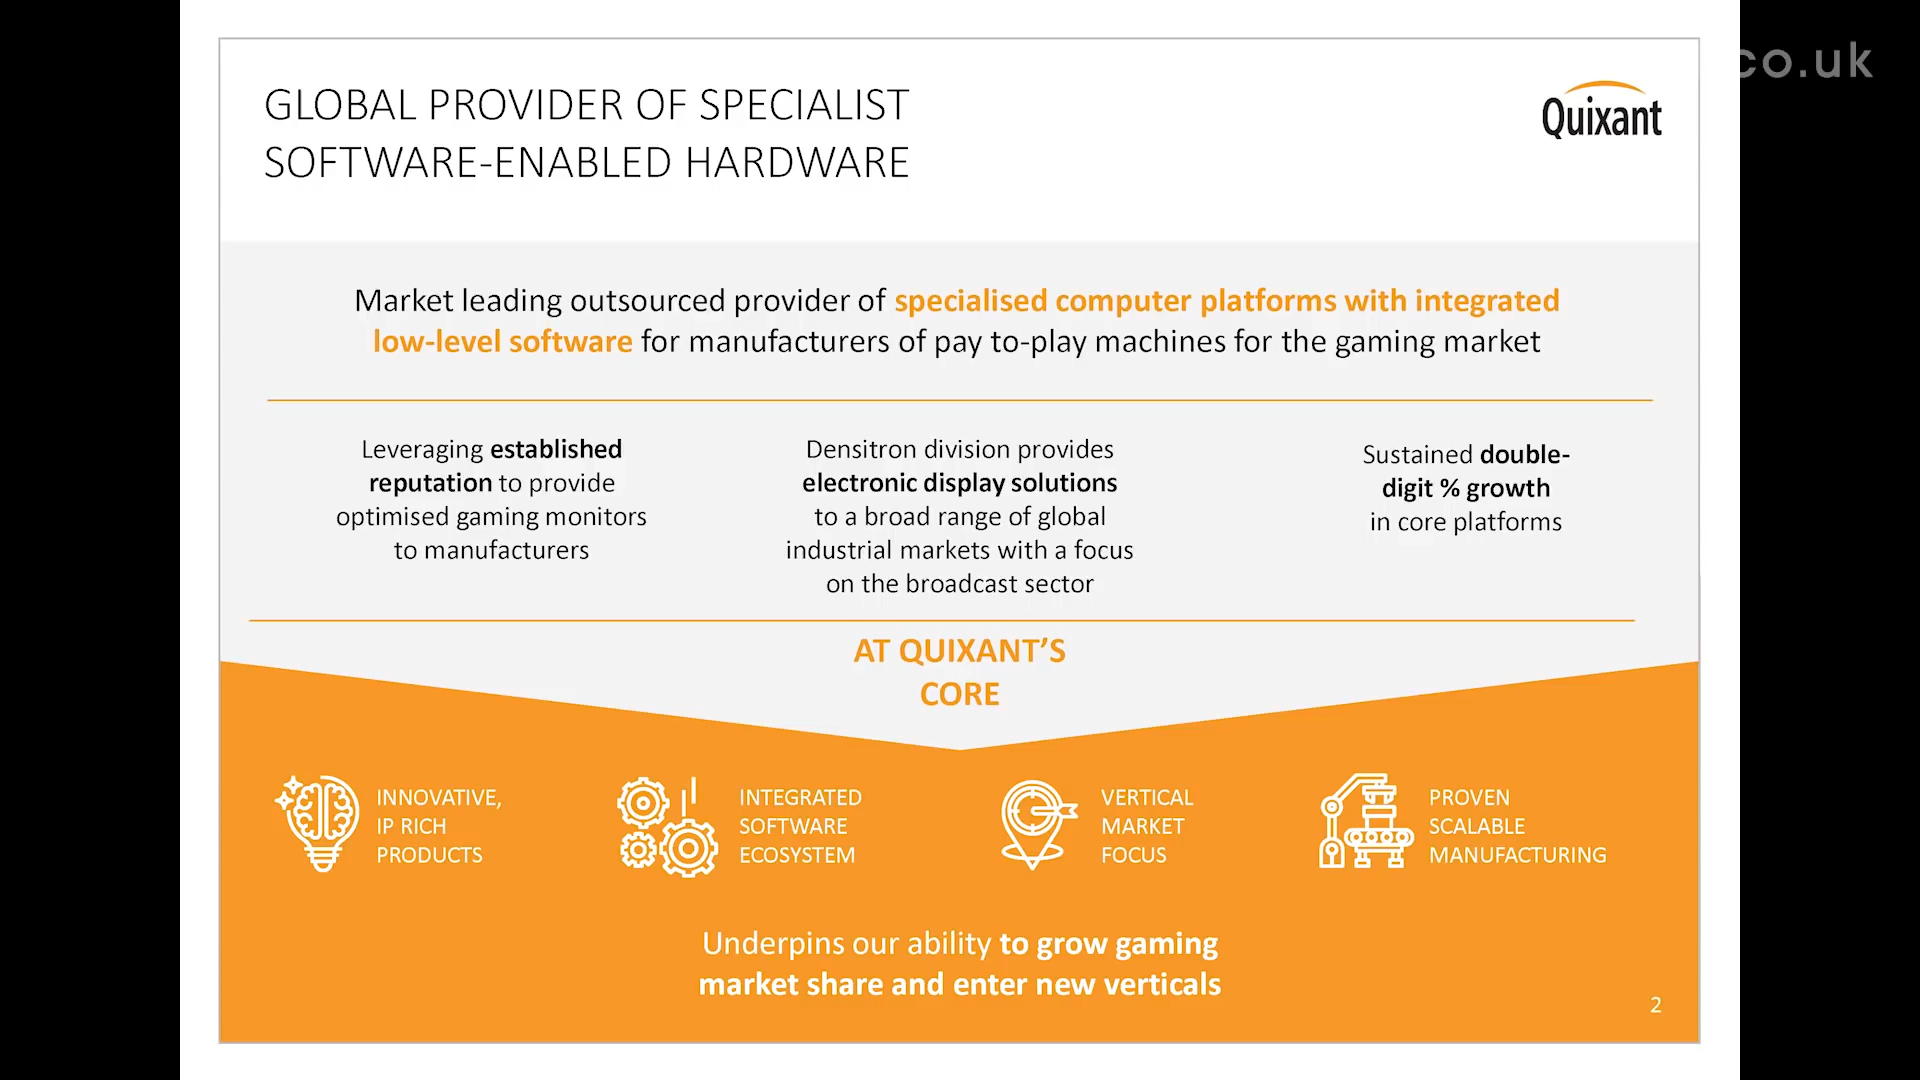 co.uk
GLOBAL PROVIDER OF SPECIALIST
SOFTWARE-ENABLED HARDWARE
Quixant
Market leading outsourced provider of specialised computer platforms with integrated
low-level software for manufacturers of pay to-play machines for the gaming market
Leveraging established
reputation to provide
optimised gaming monitors
to manufacturers
Densitron division provides
electronic display solutions
to a broad range of global
industrial markets with a focus
on the broadcast sector
Sustained double-
digit % growth
in core platforms
AT QUIXANT’S
CORE
INNOVATIVE,
IP RICH
PRODUCTS
INTEGRATED
SOFTWARE
ECOSYSTEM
VERTICAL
MARKET
FOCUS
PROVEN
SCALABLE
MANUFACTURING
Underpins our ability to grow gaming
market share and enter new verticals
2